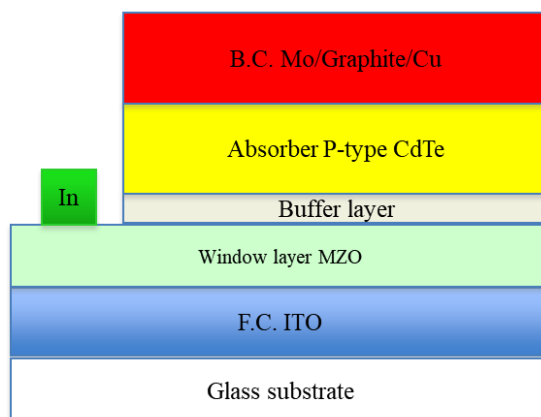 B.C. Mo/Graphite/Cu
Absorber P-type CdTe
In
Buffer layer
Window layer MZO
F.C. ITO
Glass substrate